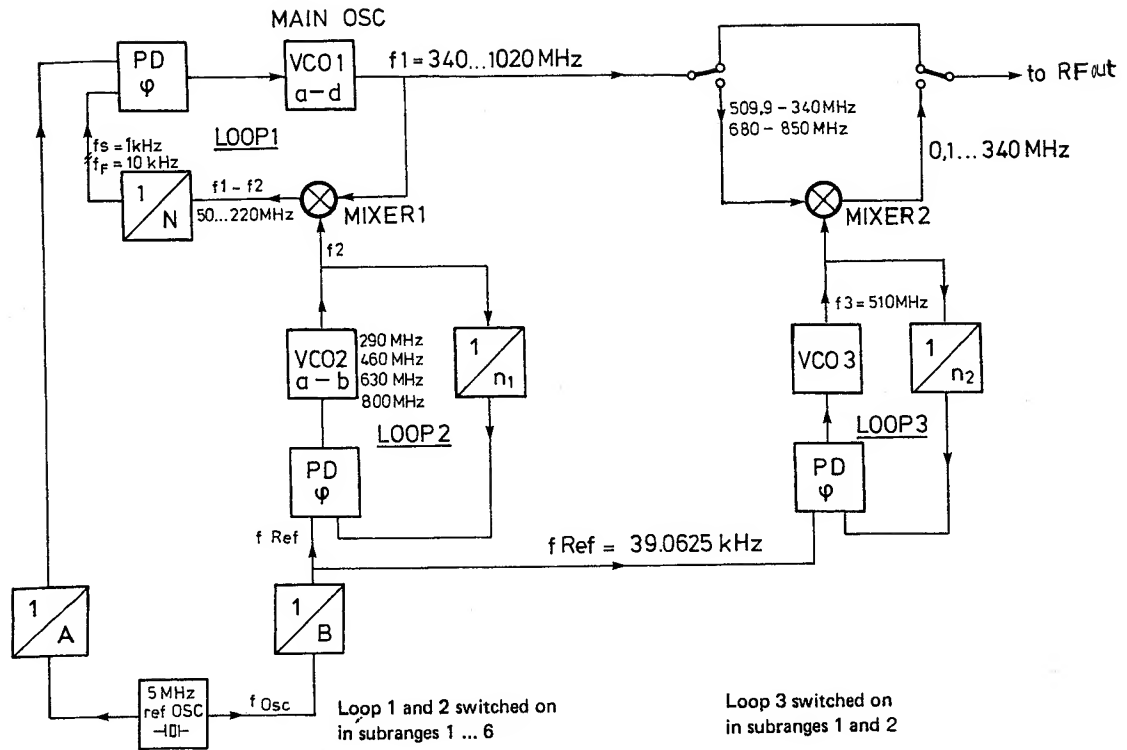 MAIN OSC
PD
φ
VCO1
a-d
f1 = 340...1020 MHz
to RF out
509,9 - 340MHz
680 - 850 MHz
LOOP1
fs = 1kHz
fF = 10 kHz
0,1... 340 MHz
1
N
f1 - f2
50...220MHz
MIXER1
MIXER2
f2
f3 = 510MHz
VCO2
a-b
290 MHz
460 MHz
630 MHz
800MHz
1
n1
VCO 3
1
n2
LOOP2
LOOP3
PD
φ
PD
φ
f Ref
f Ref = 39.0625 kHz
1
A
1
B
5 MHz
ref OSC
f Osc
Loop 1 and 2 switched on
in subranges 1 ... 6
Loop 3 switched on
in subranges 1 and 2